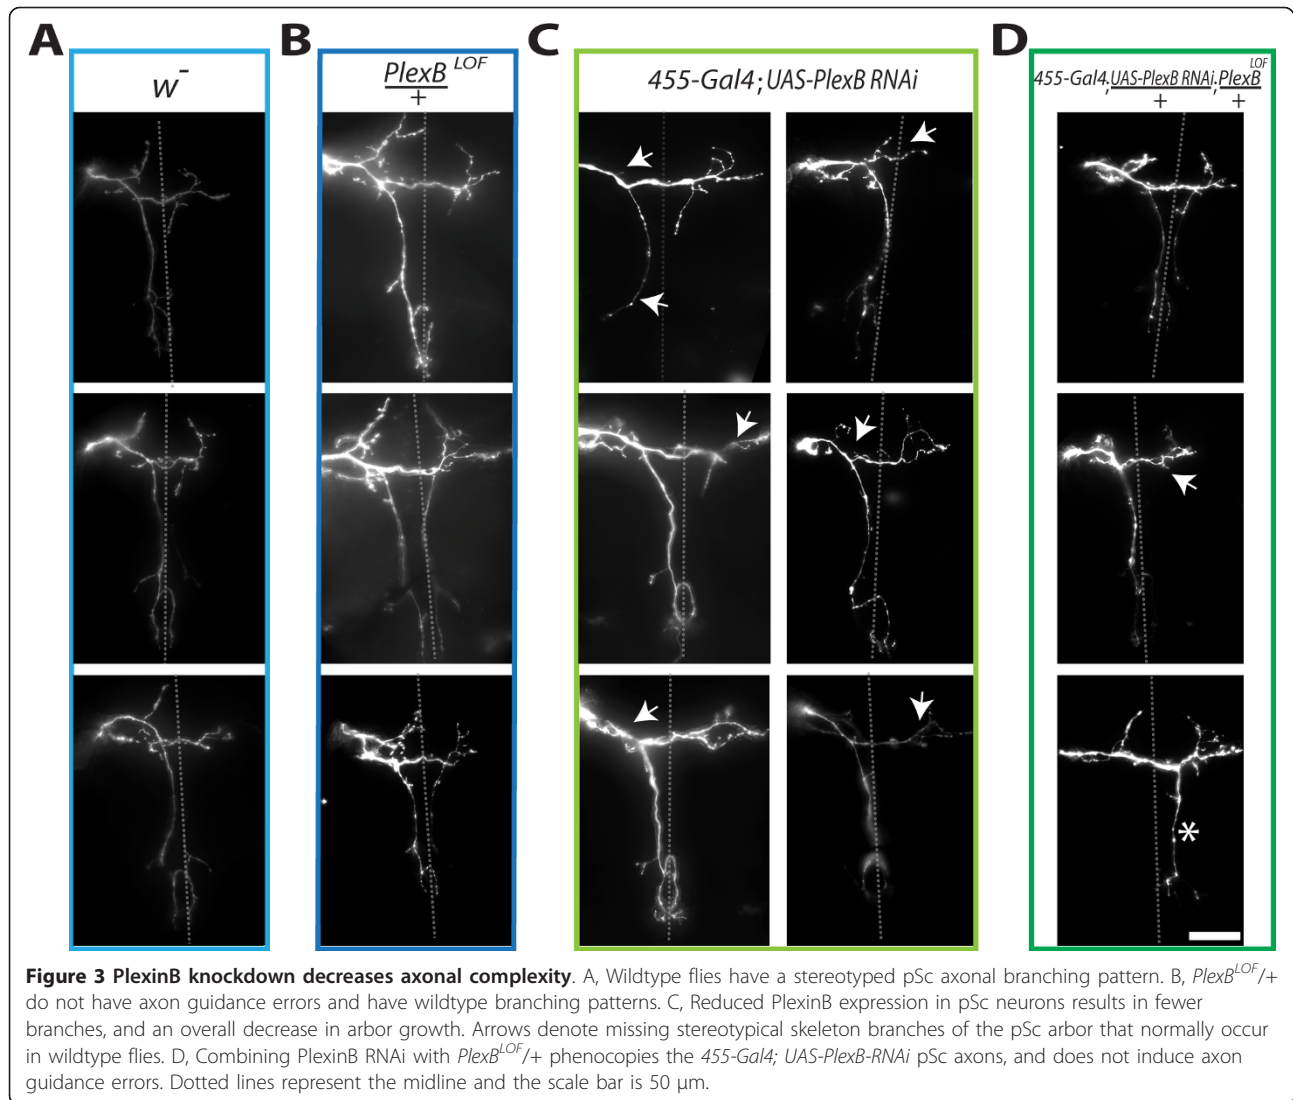 A B C D
w⁻
PlexB LOF
+
455-Gal4; UAS-PlexB RNAi
455-Gal4; UAS-PlexB RNAi; PlexB LOF
+ +
*
Figure 3 PlexinB knockdown decreases axonal complexity. A, Wildtype flies have a stereotyped pSc axonal branching pattern. B, PlexB^LOF/+
do not have axon guidance errors and have wildtype branching patterns. C, Reduced PlexinB expression in pSc neurons results in fewer
branches, and an overall decrease in arbor growth. Arrows denote missing stereotypical skeleton branches of the pSc arbor that normally occur
in wildtype flies. D, Combining PlexinB RNAi with PlexB^LOF/+ phenocopies the 455-Gal4; UAS-PlexB-RNAi pSc axons, and does not induce axon
guidance errors. Dotted lines represent the midline and the scale bar is 50 μm.